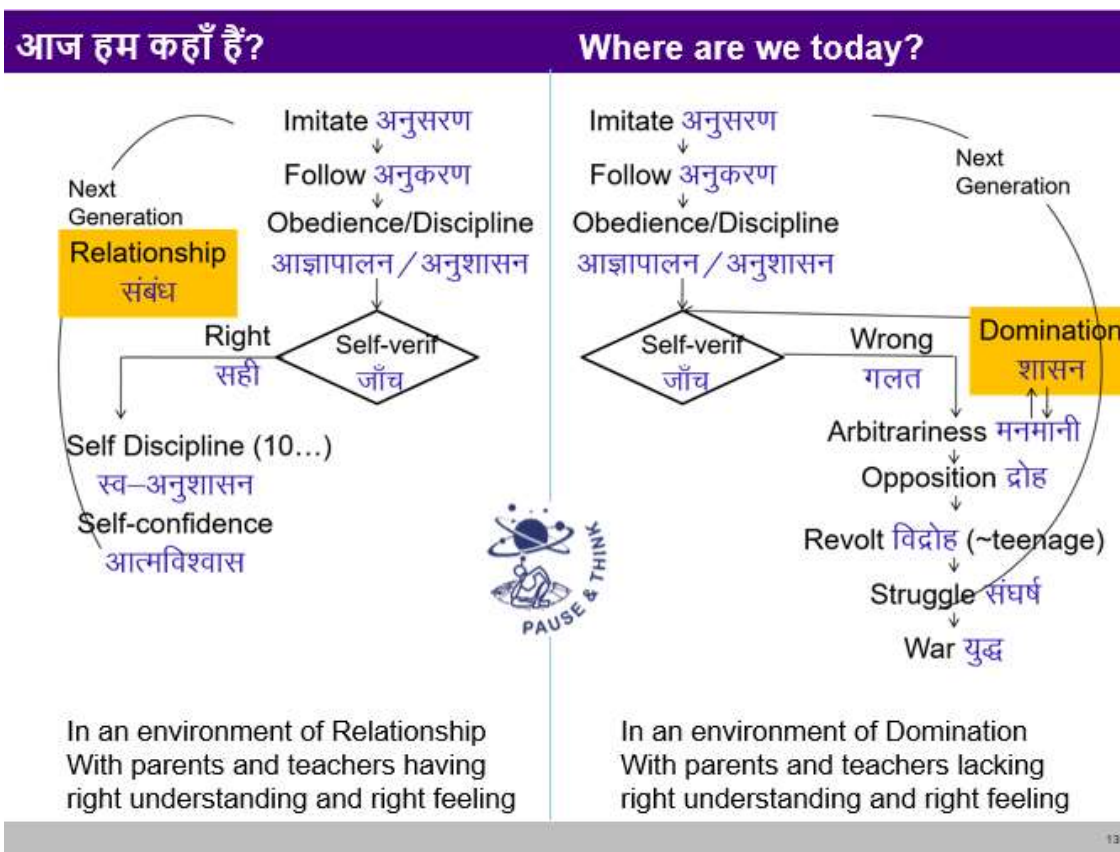 आज हम कहाँ हैं?
Where are we today?
Imitate अनुसरण
Follow अनुकरण
Obedience/Discipline
आज्ञापालन / अनुशासन
Next
Generation
Relationship
संबंध
Right
सही
Self-verif
जाँच
Self Discipline (10...)
स्व–अनुशासन
Self-confidence
आत्मविश्वास
In an environment of Relationship
With parents and teachers having
right understanding and right feeling
PAUSE & THINK
Imitate अनुसरण
Follow अनुकरण
Obedience/Discipline
आज्ञापालन / अनुशासन
Next
Generation
Self-verif
जाँच
Wrong
गलत
Domination
शासन
Arbitrariness मनमानी
Opposition द्रोह
Revolt विद्रोह (~teenage)
Struggle संघर्ष
War युद्ध
In an environment of Domination
With parents and teachers lacking
right understanding and right feeling
13